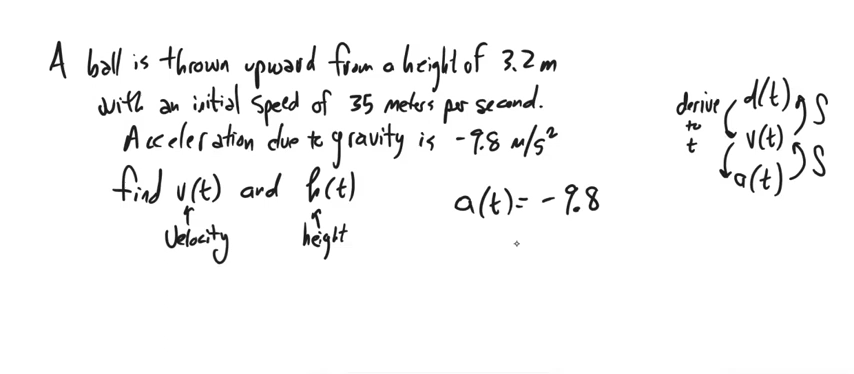 A ball is thrown upward from a height of 3.2 m
with an initial speed of 35 meters per second.
Acceleration due to gravity is -9.8 m/s²
find v(t) and h(t)
↑ ↑
Velocity height
a(t) = -9.8
derive
to
t
d(t)
v(t)
a(t)
∫
∫